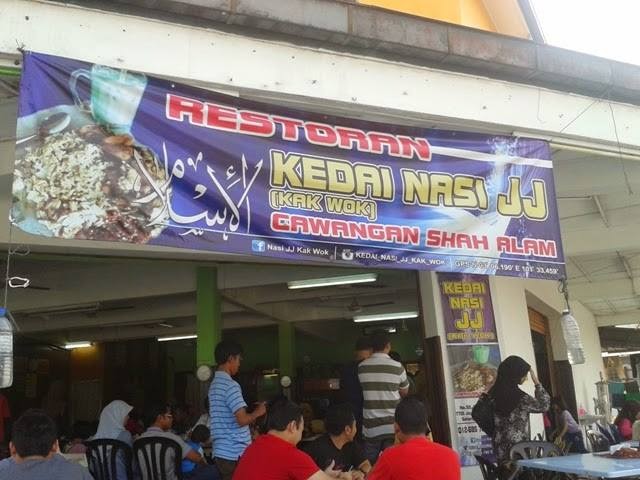 RESTORAN
الإسلام
KEDAI NASI JJ
(KAK WOK)
CAWANGAN SHAH ALAM
Nasi JJ Kak Wok
KEDAI_NASI_JJ_KAK_WOK
KEDAI
NASI
JJ